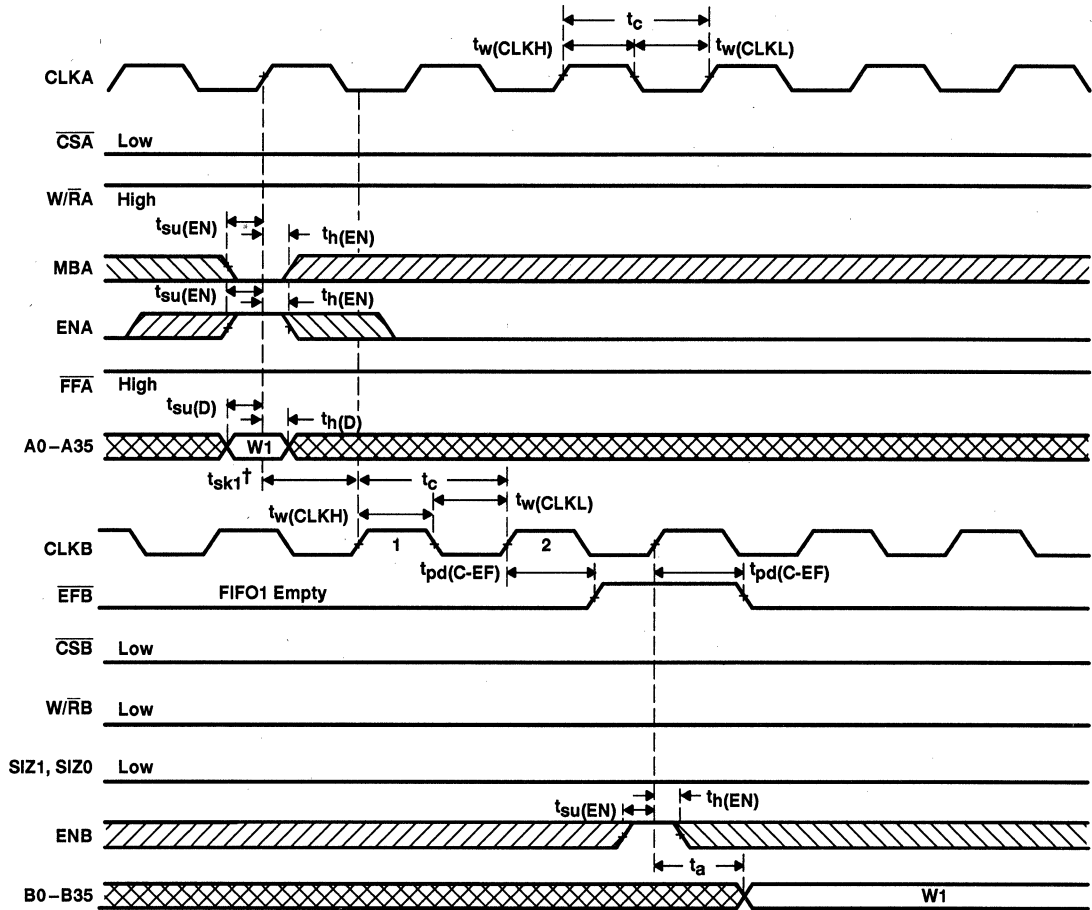 tc
tw(CLKH)
tw(CLKL)
CLKA
CSA Low
W/RA High
tsu(EN)
th(EN)
MBA
tsu(EN)
th(EN)
ENA
FFA High
tsu(D)
th(D)
A0–A35 W1
tsk1†
tc
tw(CLKH)
tw(CLKL)
CLKB 1 2
tpd(C-EF)
tpd(C-EF)
EFB FIFO1 Empty
CSB Low
W/RB Low
SIZ1, SIZ0 Low
tsu(EN)
th(EN)
ENB
ta
B0–B35 W1